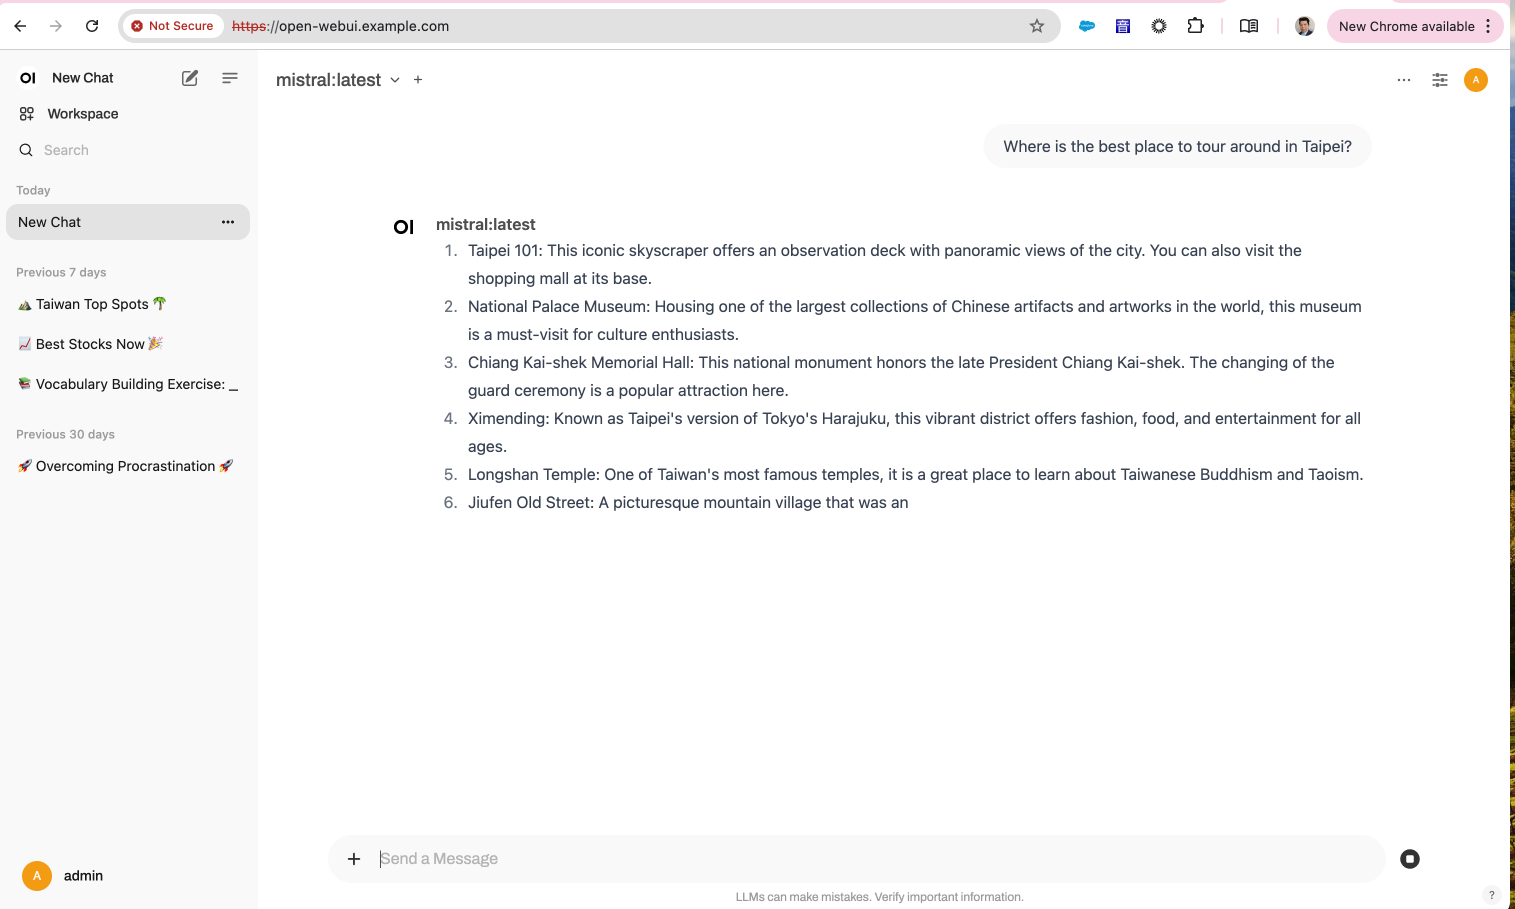 Not Secure https://open-webui.example.com New Chrome available
OI New Chat
Workspace
Search
Today
New Chat
Previous 7 days
Taiwan Top Spots
Best Stocks Now
Vocabulary Building Exercise: _
Previous 30 days
Overcoming Procrastination
A admin
mistral:latest
A
Where is the best place to tour around in Taipei?
OI mistral:latest
1. Taipei 101: This iconic skyscraper offers an observation deck with panoramic views of the city. You can also visit the
shopping mall at its base.
2. National Palace Museum: Housing one of the largest collections of Chinese artifacts and artworks in the world, this museum
is a must-visit for culture enthusiasts.
3. Chiang Kai-shek Memorial Hall: This national monument honors the late President Chiang Kai-shek. The changing of the
guard ceremony is a popular attraction here.
4. Ximending: Known as Taipei's version of Tokyo's Harajuku, this vibrant district offers fashion, food, and entertainment for all
ages.
5. Longshan Temple: One of Taiwan's most famous temples, it is a great place to learn about Taiwanese Buddhism and Taoism.
6. Jiufen Old Street: A picturesque mountain village that was an
Send a Message
LLMs can make mistakes. Verify important information.
?